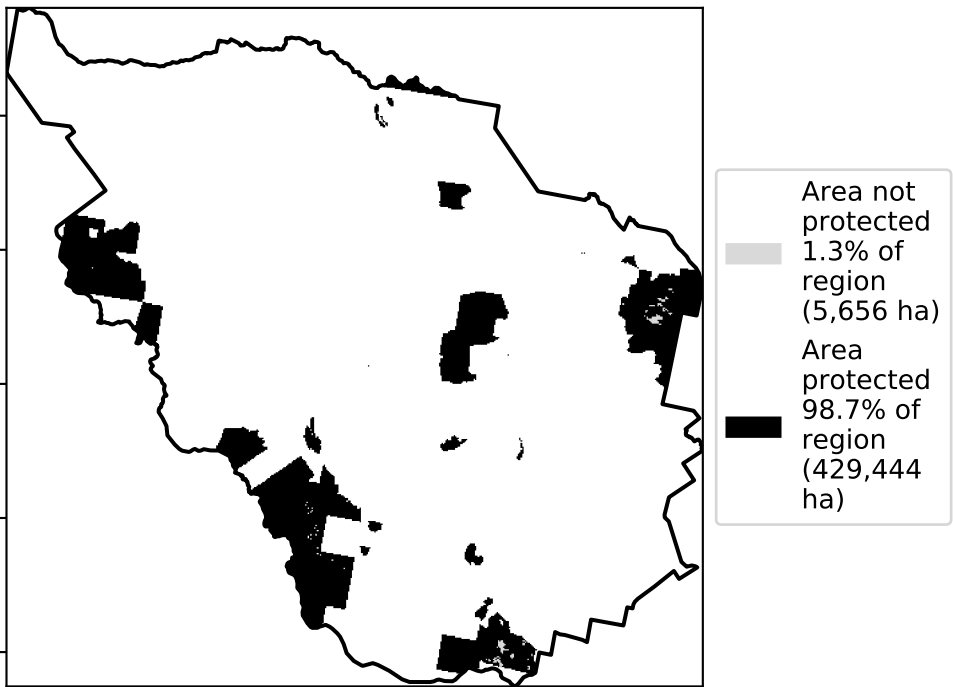 Area not
protected
1.3% of
region
(5,656 ha)
Area
protected
98.7% of
region
(429,444
ha)